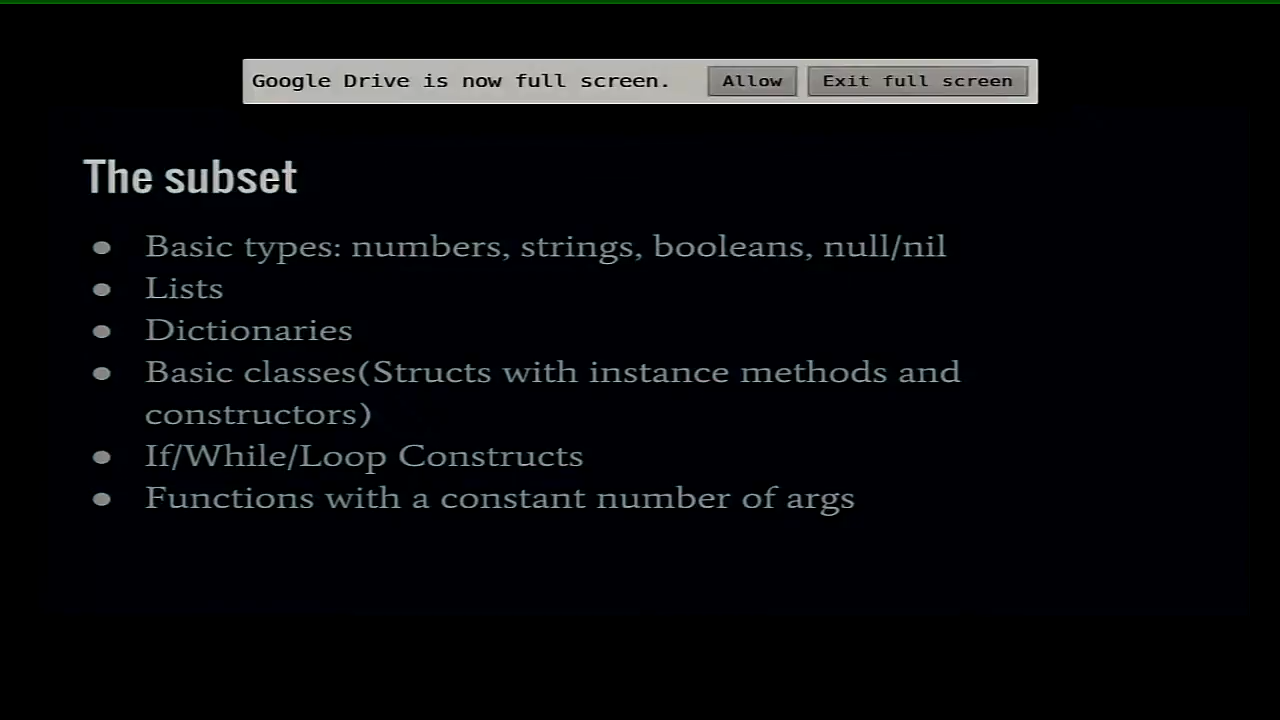 Google Drive is now full screen. Allow Exit full screen
The subset
● Basic types: numbers, strings, booleans, null/nil
● Lists
● Dictionaries
● Basic classes(Structs with instance methods and
constructors)
● If/While/Loop Constructs
● Functions with a constant number of args